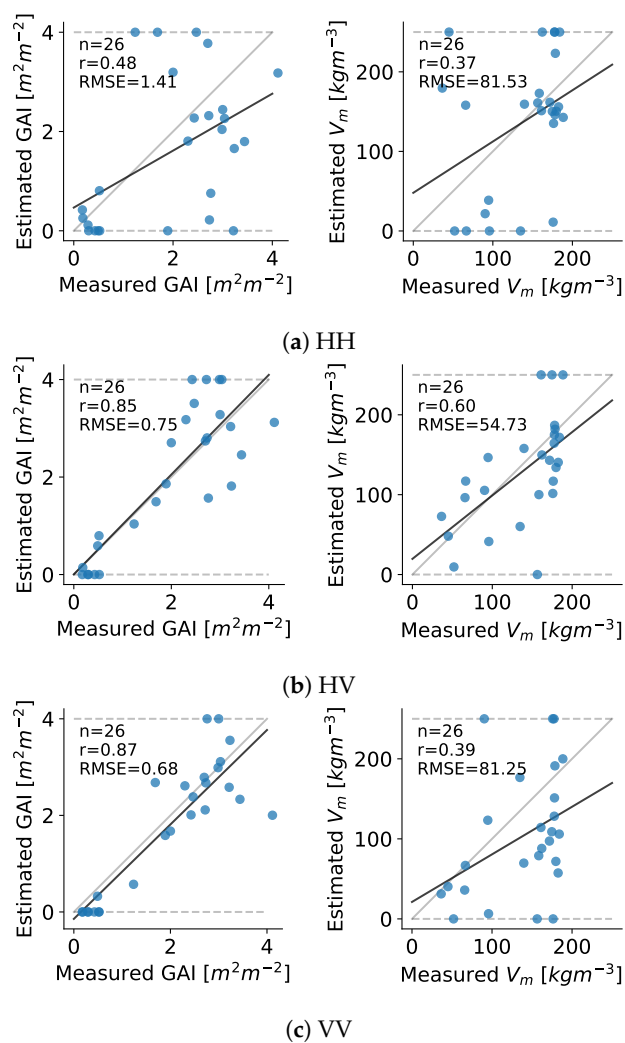 n=26
r=0.48
RMSE=1.41
4
2
0
Estimated GAI [m²m⁻²]
0 2 4
Measured GAI [m²m⁻²]
n=26
r=0.37
RMSE=81.53
200
100
0
Estimated Vₘ [kgm⁻³]
0 100 200
Measured Vₘ [kgm⁻³]
(a) HH
n=26
r=0.85
RMSE=0.75
4
2
0
Estimated GAI [m²m⁻²]
0 2 4
Measured GAI [m²m⁻²]
n=26
r=0.60
RMSE=54.73
200
100
0
Estimated Vₘ [kgm⁻³]
0 100 200
Measured Vₘ [kgm⁻³]
(b) HV
n=26
r=0.87
RMSE=0.68
4
2
0
Estimated GAI [m²m⁻²]
0 2 4
Measured GAI [m²m⁻²]
n=26
r=0.39
RMSE=81.25
200
100
0
Estimated Vₘ [kgm⁻³]
0 100 200
Measured Vₘ [kgm⁻³]
(c) VV